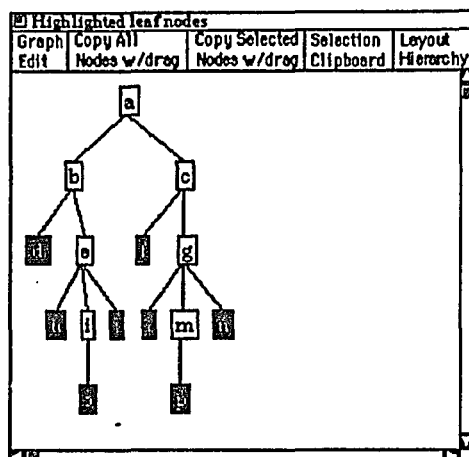 Highlighted leaf nodes
Graph Edit Copy All Nodes w/drag Copy Selected Nodes w/drag Selection Clipboard Layout Hierarchy
a
b c
e g
i m